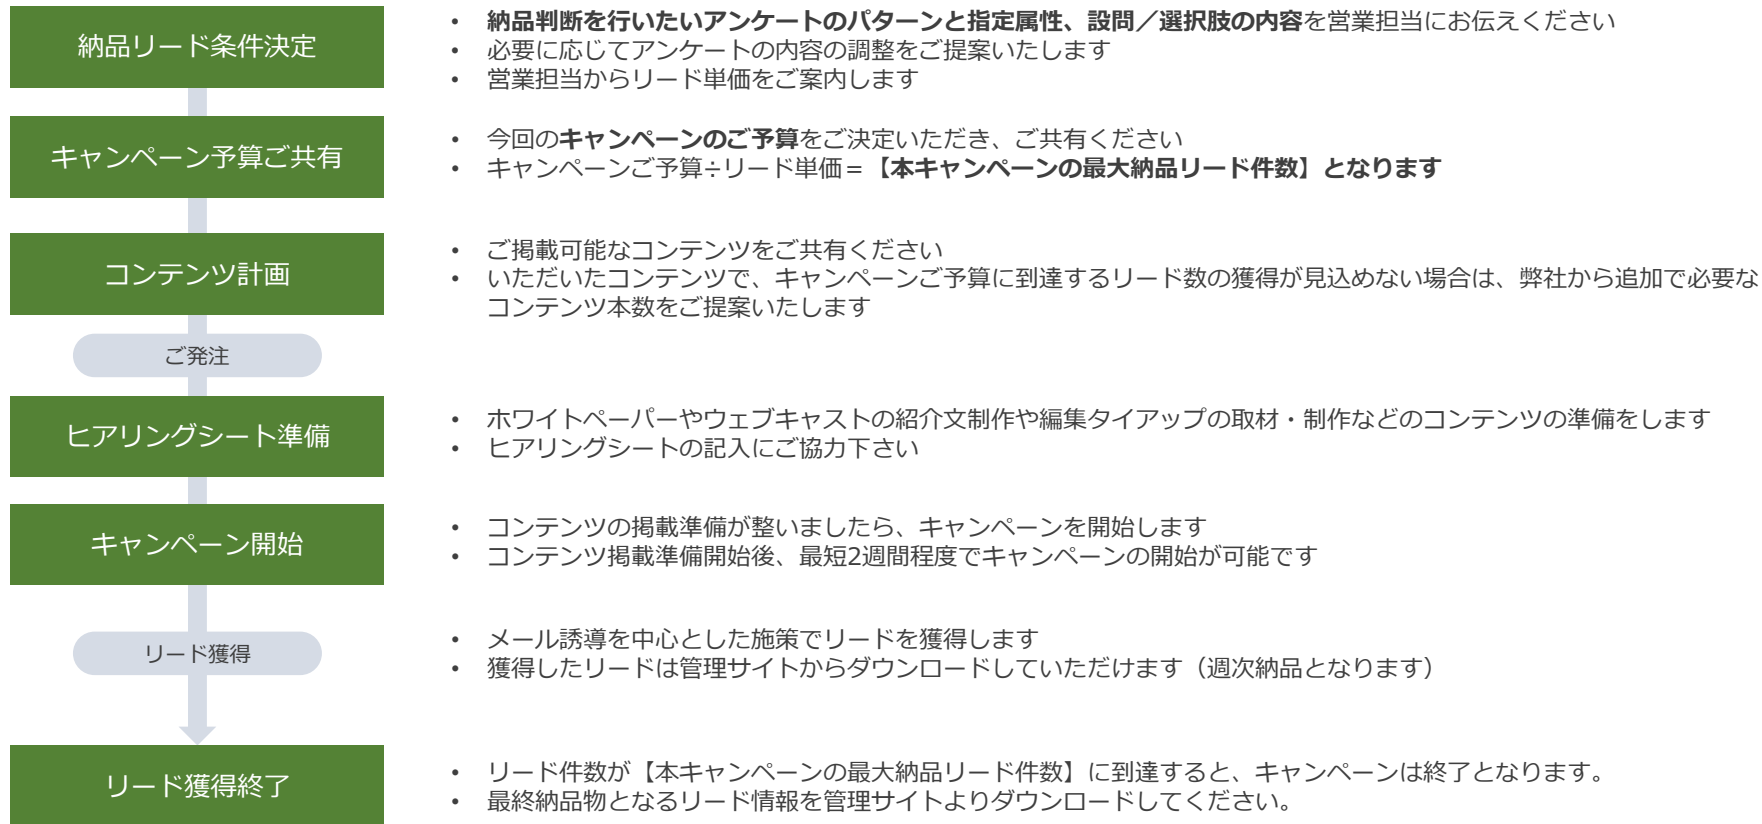 納品リード条件決定
• 納品判断を行いたいアンケートのパターンと指定属性、設問／選択肢の内容を営業担当にお伝えください
• 必要に応じてアンケートの内容の調整をご提案いたします
• 営業担当からリード単価をご案内します
キャンペーン予算ご共有
• 今回のキャンペーンのご予算をご決定いただき、ご共有ください
• キャンペーンご予算÷リード単価＝【本キャンペーンの最大納品リード件数】となります
コンテンツ計画
• ご掲載可能なコンテンツをご共有ください
• いただいたコンテンツで、キャンペーンご予算に到達するリード数の獲得が見込めない場合は、弊社から追加で必要な
コンテンツ本数をご提案いたします
ご発注
ヒアリングシート準備
• ホワイトペーパーやウェブキャストの紹介文制作や編集タイアップの取材・制作などのコンテンツの準備をします
• ヒアリングシートの記入にご協力下さい
キャンペーン開始
• コンテンツの掲載準備が整いましたら、キャンペーンを開始します
• コンテンツ掲載準備開始後、最短2週間程度でキャンペーンの開始が可能です
リード獲得
• メール誘導を中心とした施策でリードを獲得します
• 獲得したリードは管理サイトからダウンロードしていただけます（週次納品となります）
リード獲得終了
• リード件数が【本キャンペーンの最大納品リード件数】に到達すると、キャンペーンは終了となります。
• 最終納品物となるリード情報を管理サイトよりダウンロードしてください。